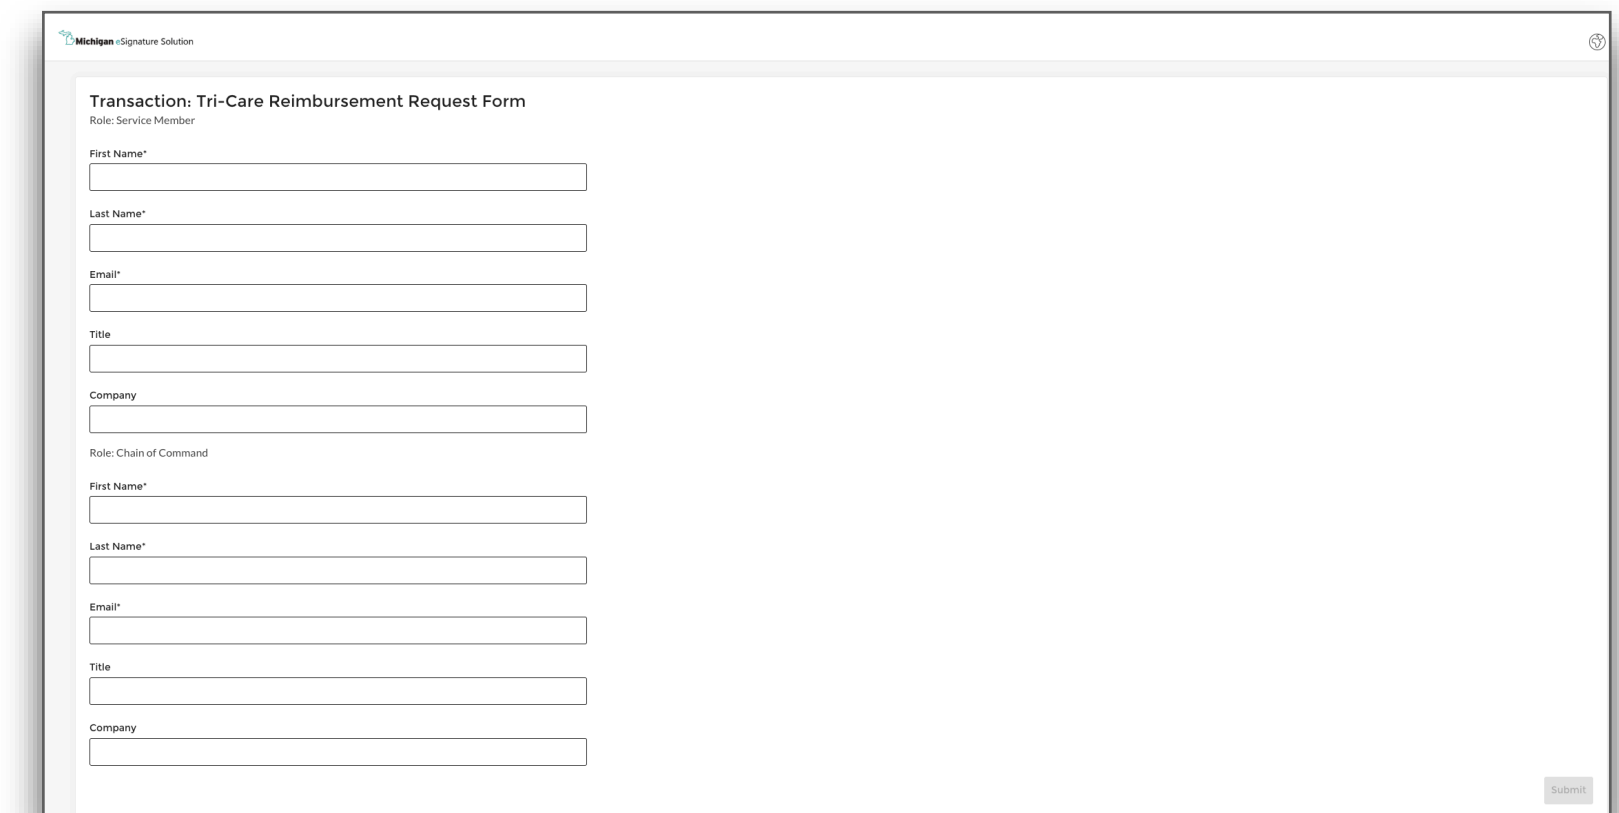 Michigan eSignature Solution
Transaction: Tri-Care Reimbursement Request Form
Role: Service Member
First Name*
Last Name*
Email*
Title
Company
Role: Chain of Command
First Name*
Last Name*
Email*
Title
Company
Submit